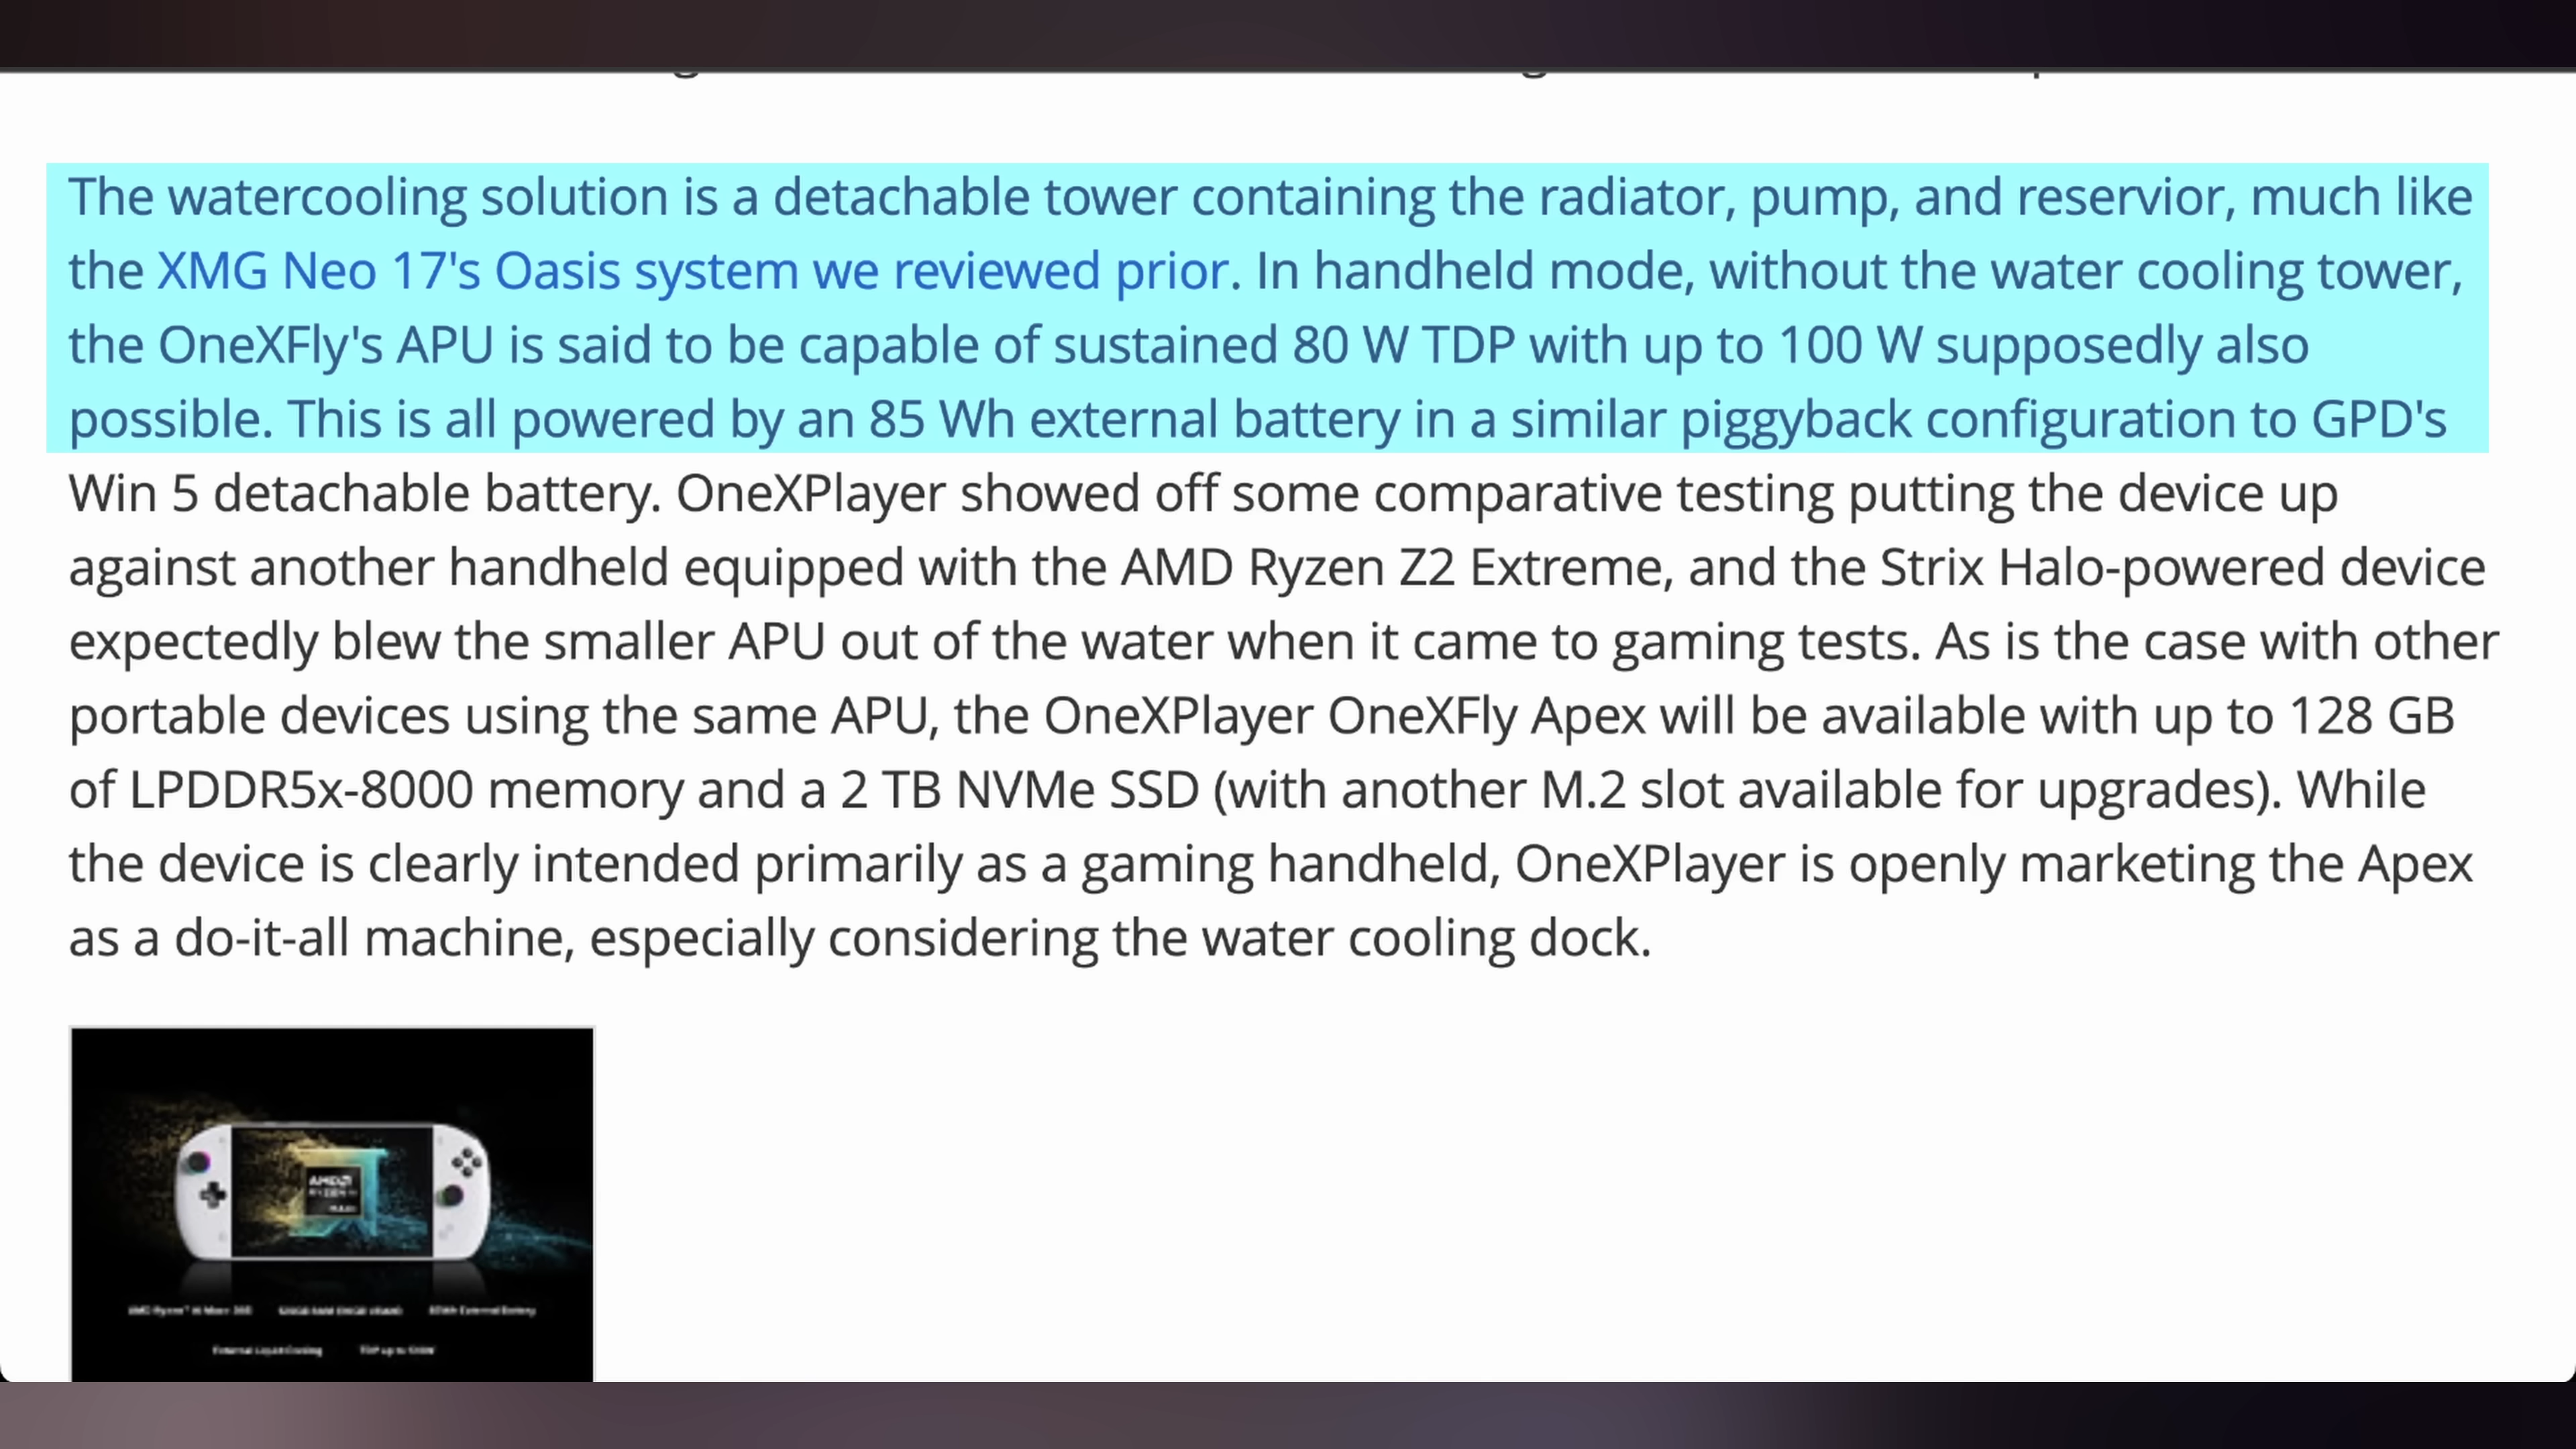 The watercooling solution is a detachable tower containing the radiator, pump, and reservior, much like
the XMG Neo 17's Oasis system we reviewed prior. In handheld mode, without the water cooling tower,
the OneXFly's APU is said to be capable of sustained 80 W TDP with up to 100 W supposedly also
possible. This is all powered by an 85 Wh external battery in a similar piggyback configuration to GPD's
Win 5 detachable battery. OneXPlayer showed off some comparative testing putting the device up
against another handheld equipped with the AMD Ryzen Z2 Extreme, and the Strix Halo-powered device
expectedly blew the smaller APU out of the water when it came to gaming tests. As is the case with other
portable devices using the same APU, the OneXPlayer OneXFly Apex will be available with up to 128 GB
of LPDDR5x-8000 memory and a 2 TB NVMe SSD (with another M.2 slot available for upgrades). While
the device is clearly intended primarily as a gaming handheld, OneXPlayer is openly marketing the Apex
as a do-it-all machine, especially considering the water cooling dock.
AMD
RYZEN
External Liquid Cooling
TDP up to